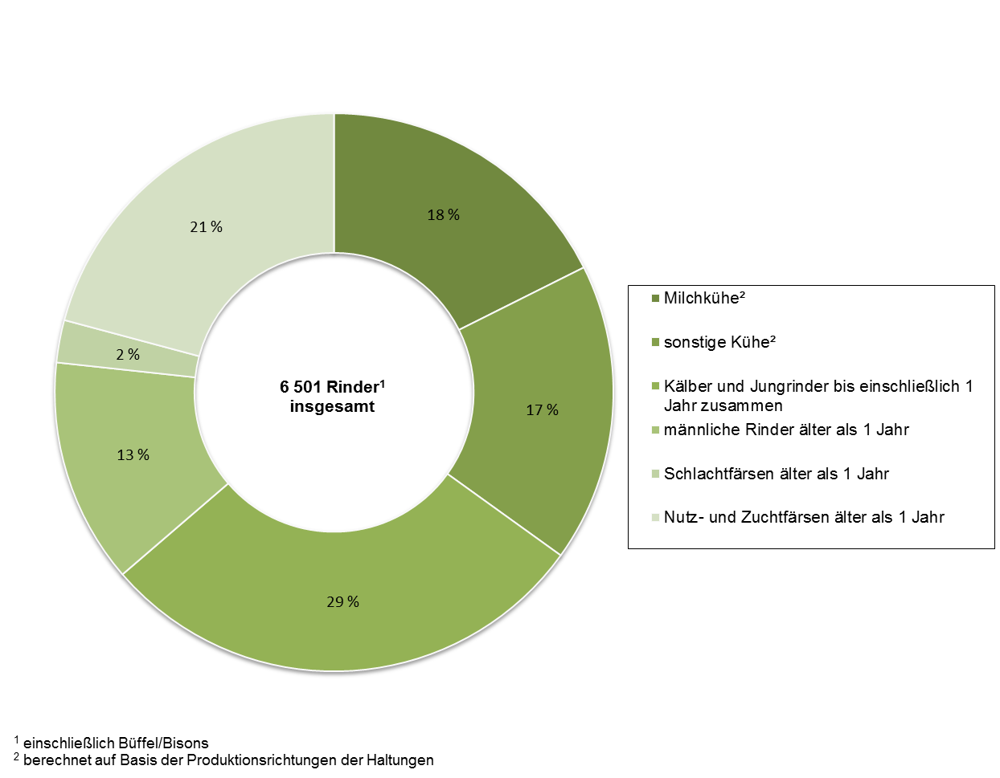 18 %
21 %
17 %
2 %
13 %
29 %
6 501 Rinder¹
insgesamt
Milchkühe²
sonstige Kühe²
Kälber und Jungrinder bis einschließlich 1
Jahr zusammen
männliche Rinder älter als 1 Jahr
Schlachtfärsen älter als 1 Jahr
Nutz- und Zuchtfärsen älter als 1 Jahr
¹ einschließlich Büffel/Bisons
² berechnet auf Basis der Produktionsrichtungen der Haltungen